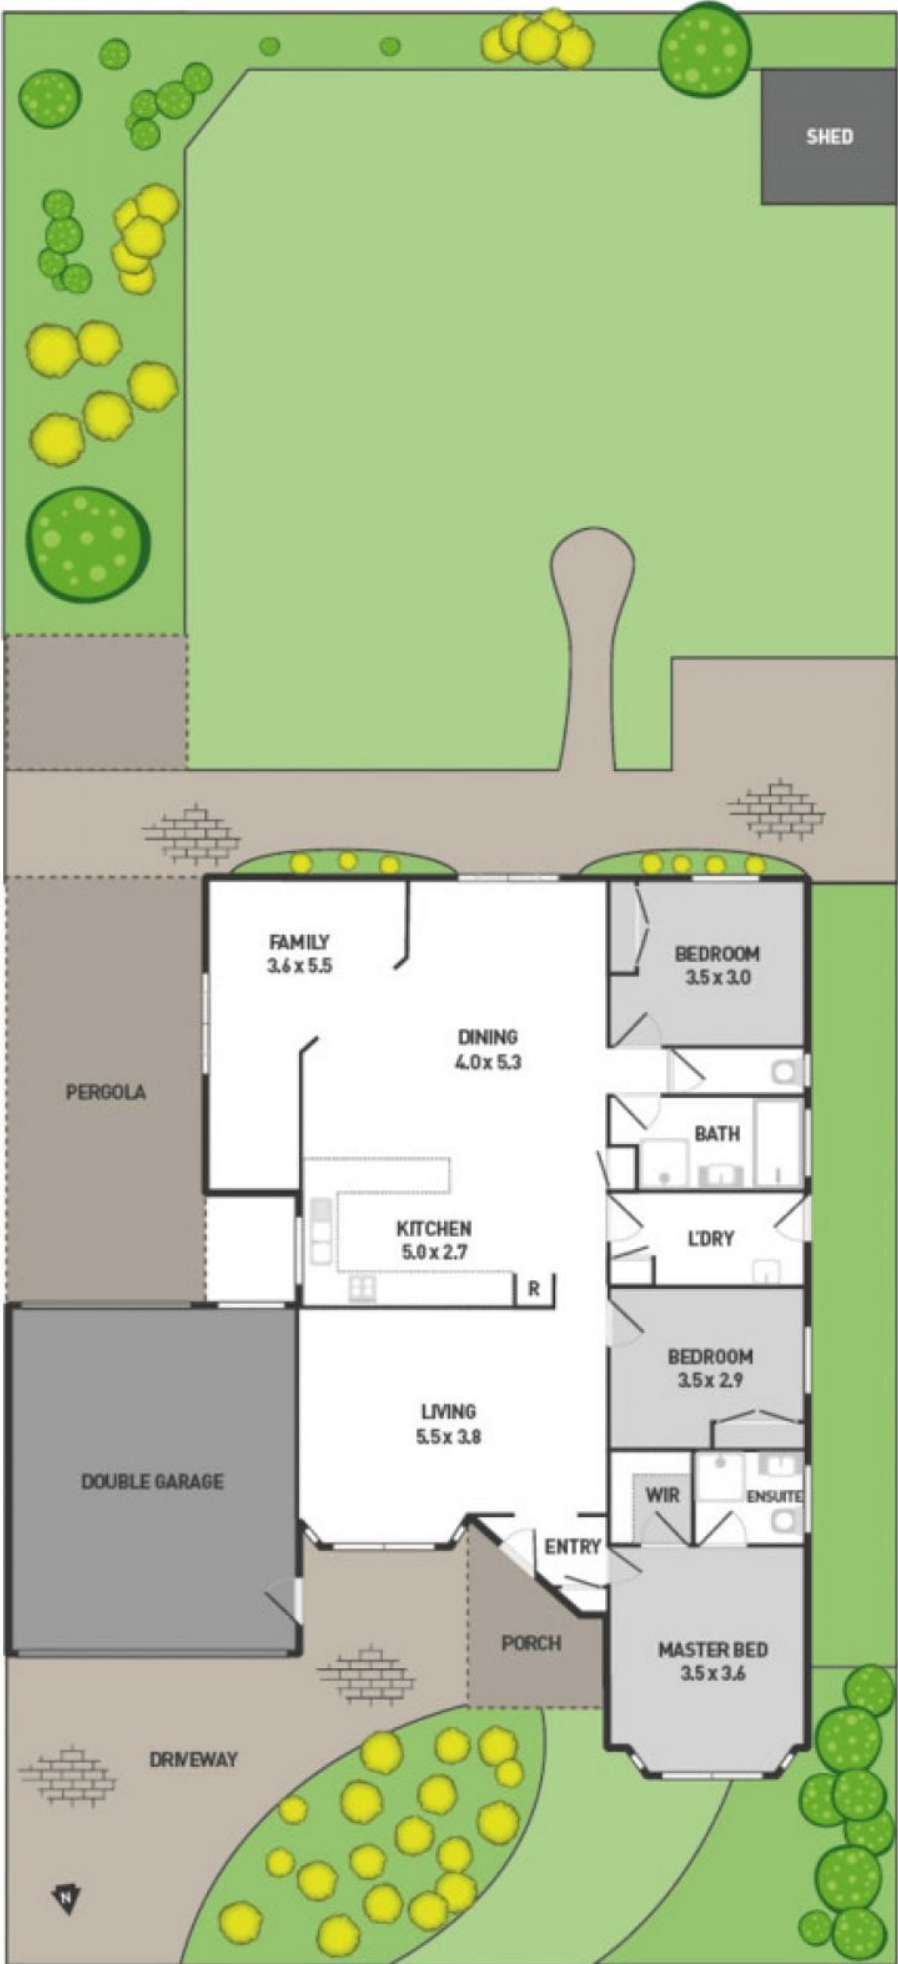 SHED
FAMILY
3.6 x 5.5
BEDROOM
3.5 x 3.0
DINING
4.0 x 5.3
PERGOLA
BATH
KITCHEN
5.0 x 2.7
L'DRY
R
BEDROOM
3.5 x 2.9
LIVING
5.5 x 3.8
DOUBLE GARAGE
WIR
ENSUITE
ENTRY
PORCH
MASTER BED
3.5 x 3.6
DRIVEWAY
N